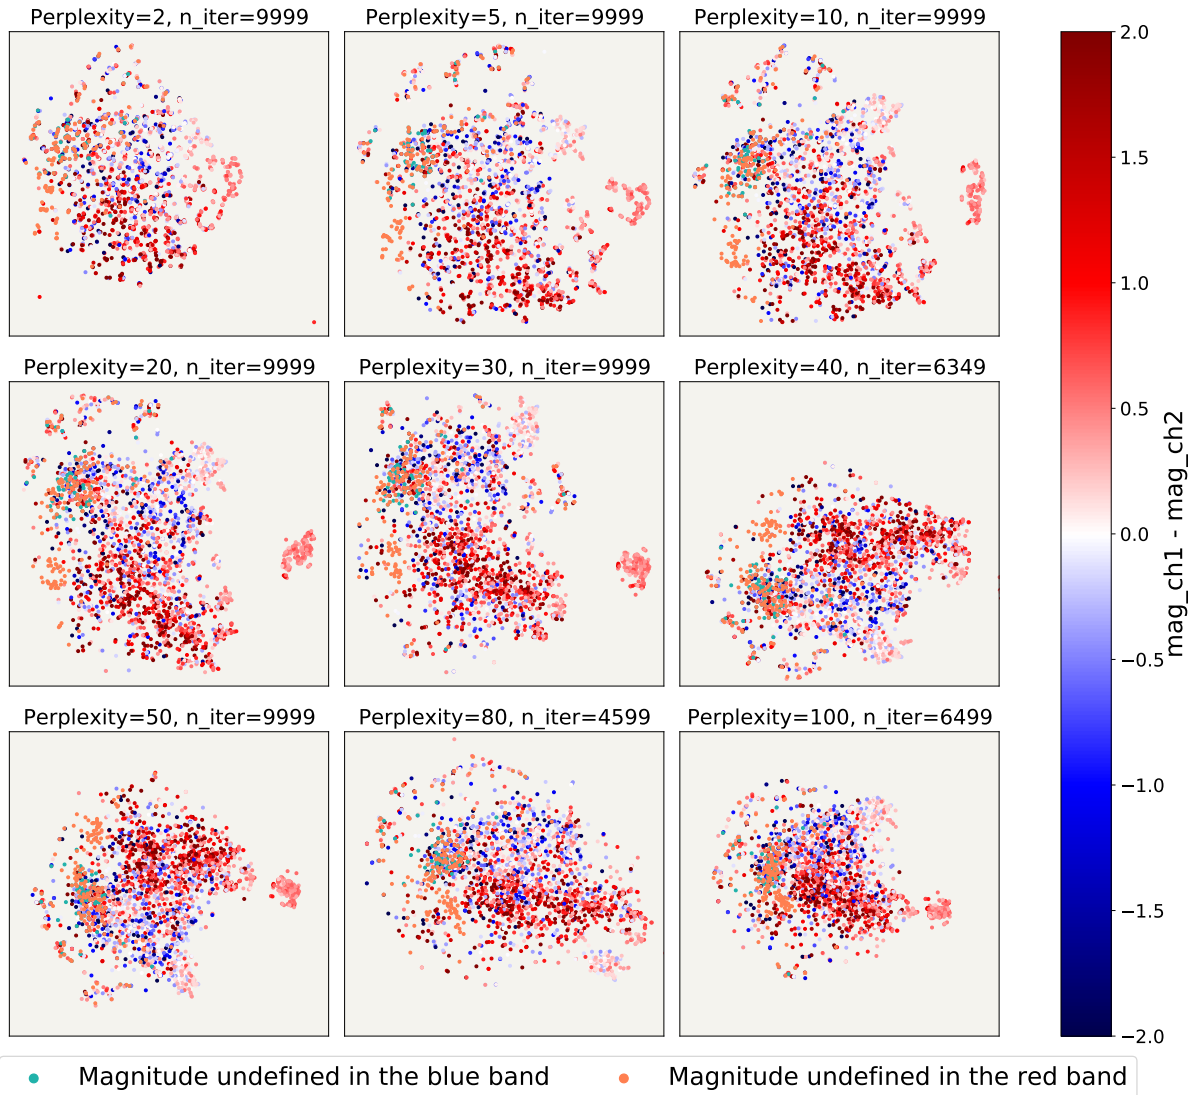 Perplexity=2, n_iter=9999
Perplexity=5, n_iter=9999
Perplexity=10, n_iter=9999
Perplexity=20, n_iter=9999
Perplexity=30, n_iter=9999
Perplexity=40, n_iter=6349
Perplexity=50, n_iter=9999
Perplexity=80, n_iter=4599
Perplexity=100, n_iter=6499
2.0
1.5
1.0
0.5
0.0
−0.5
−1.0
−1.5
−2.0
mag_ch1 - mag_ch2
Magnitude undefined in the blue band
Magnitude undefined in the red band